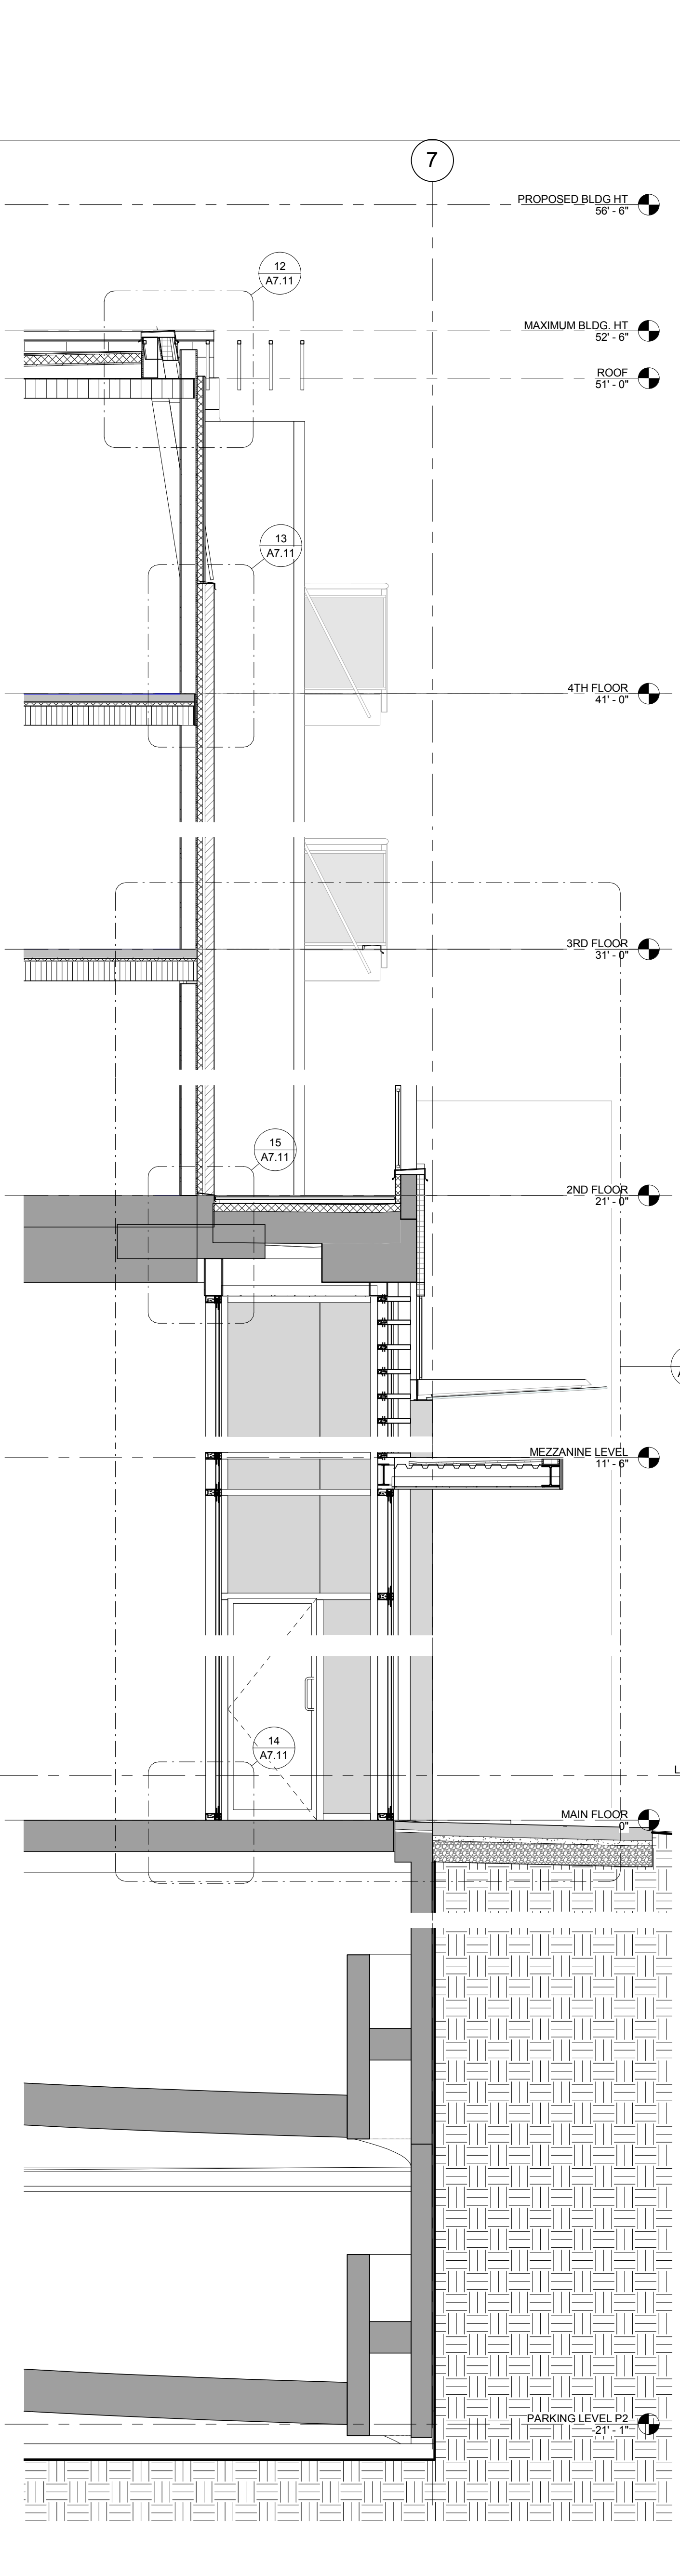 7
PROPOSED BLDG HT
56' - 6"
12
A7.11
MAXIMUM BLDG. HT
52' - 6"
ROOF
51' - 0"
13
A7.11
4TH FLOOR
41' - 0"
3RD FLOOR
31' - 0"
15
A7.11
2ND FLOOR
21' - 0"
A
MEZZANINE LEVEL
11' - 6"
14
A7.11
L
MAIN FLOOR
0"
PARKING LEVEL P2
-21' - 1"